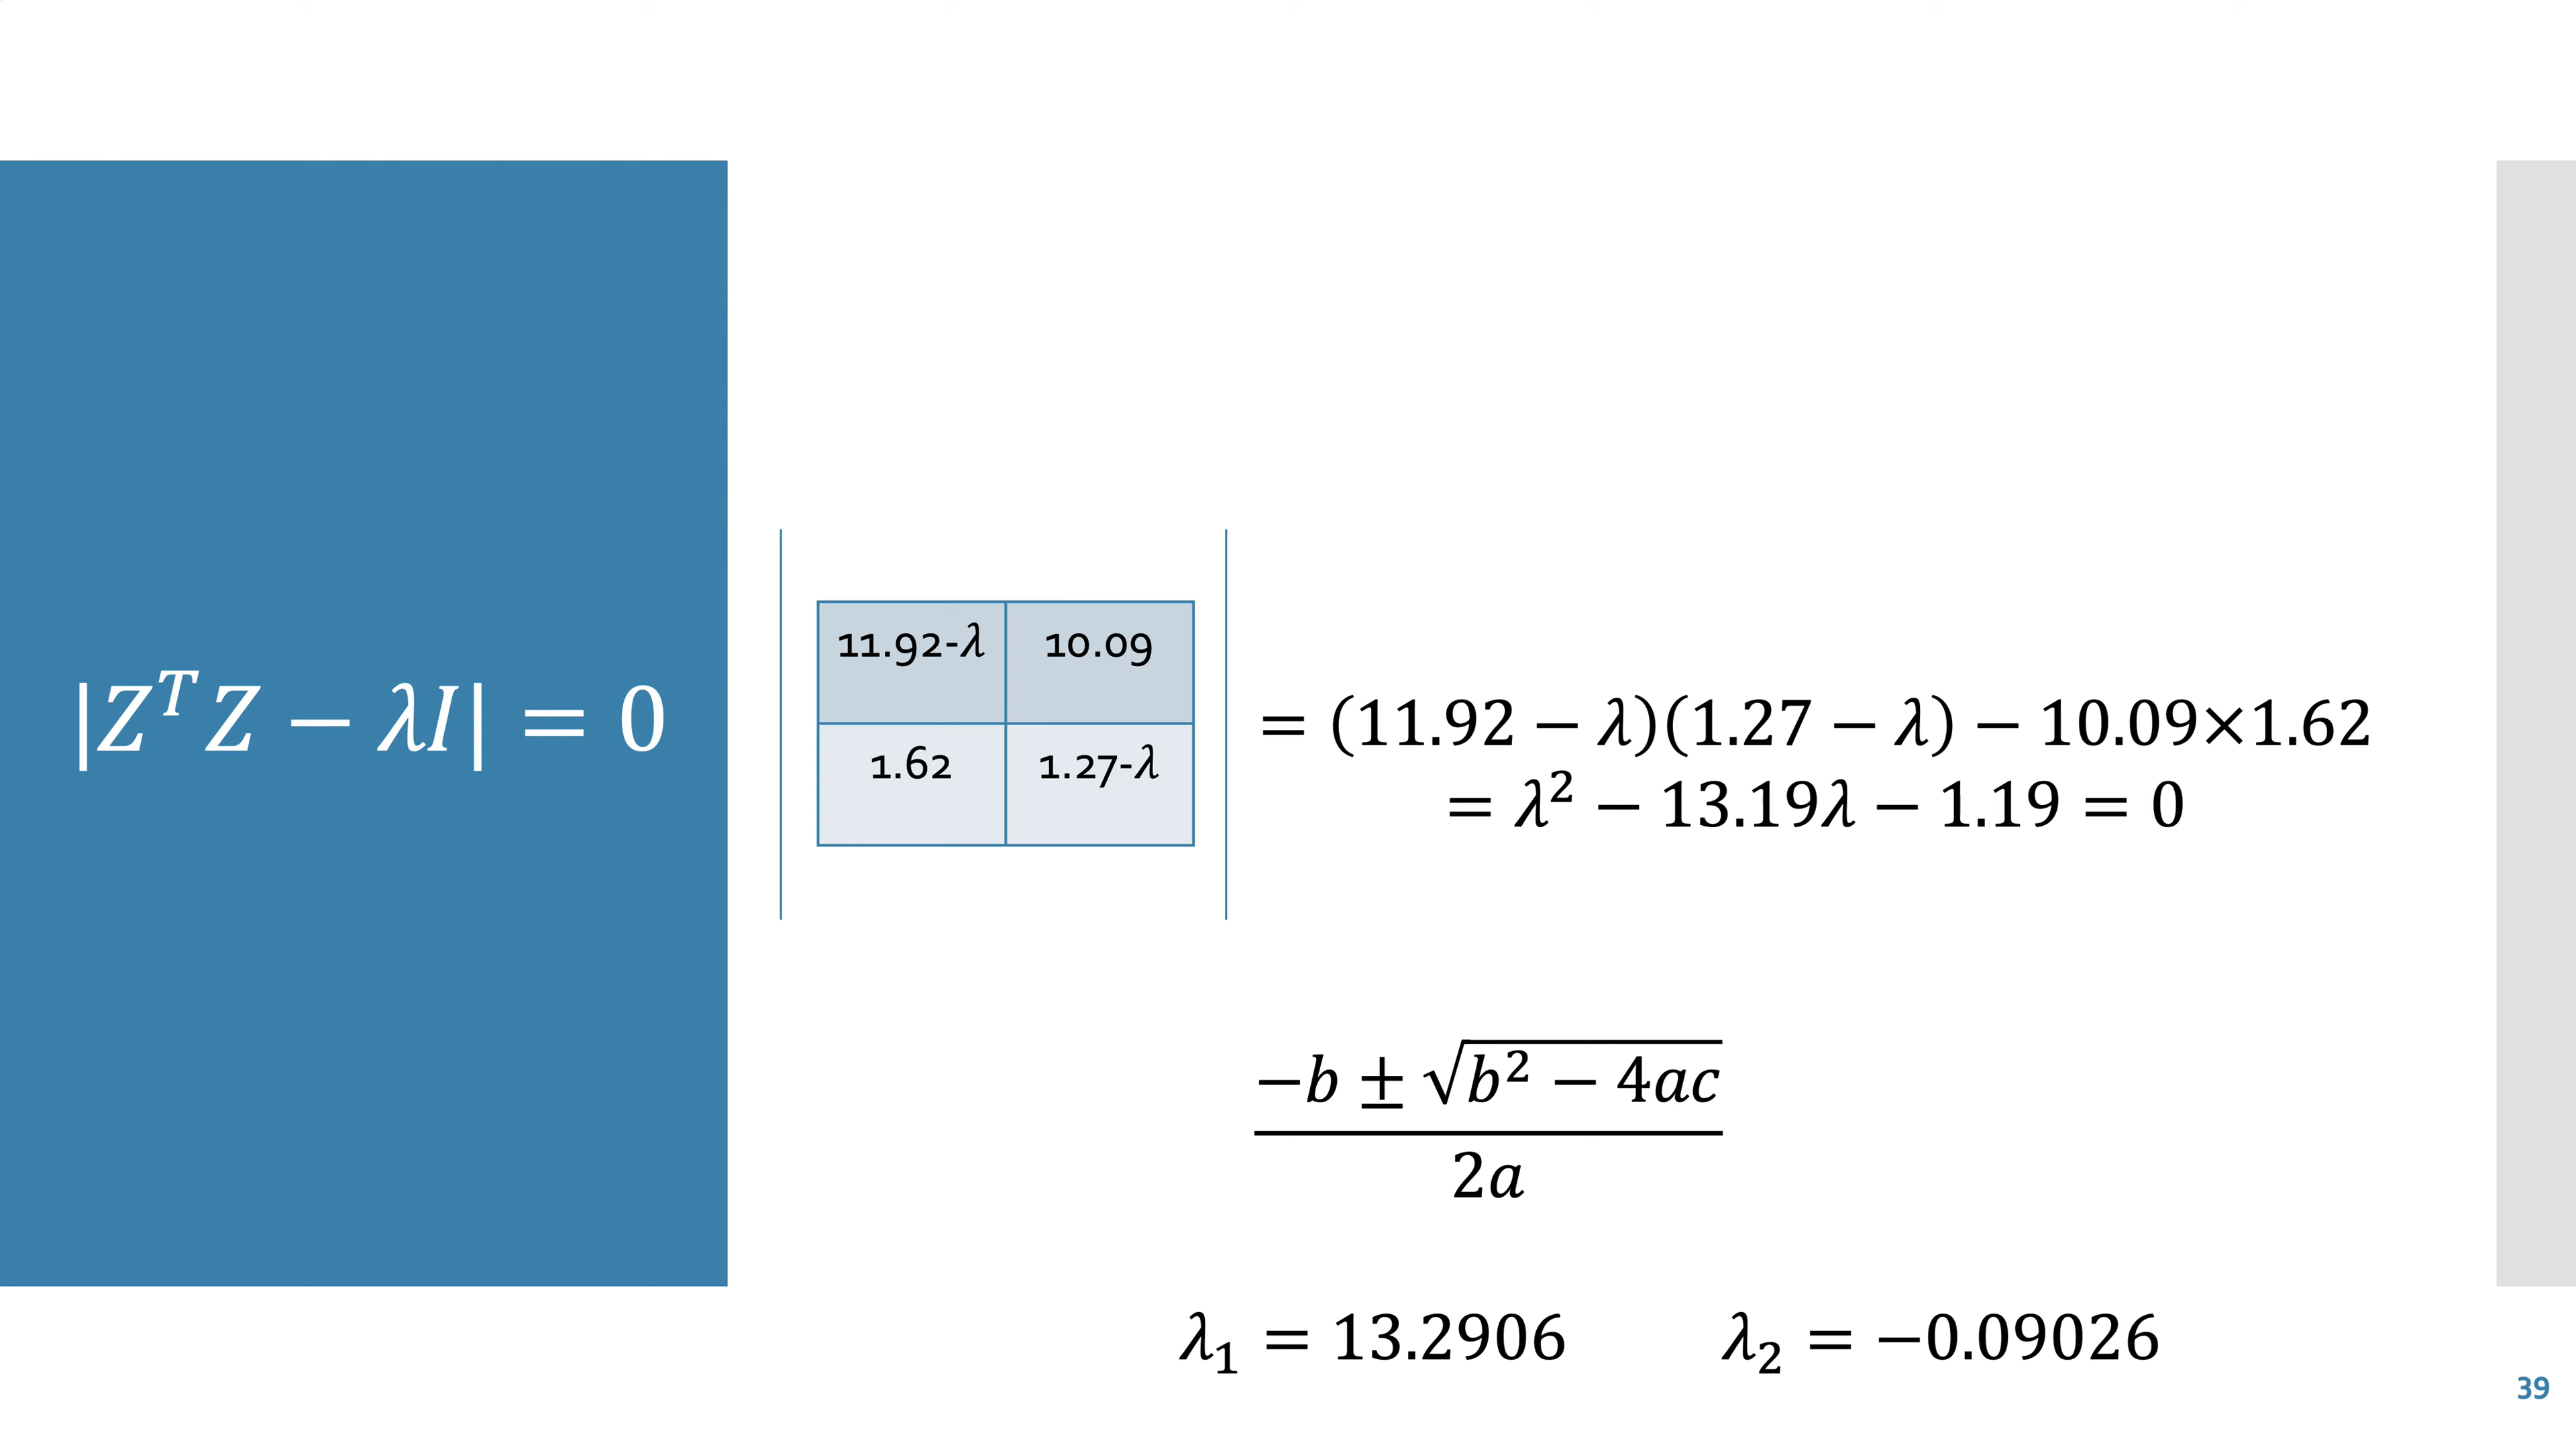 |Z^T Z − λI| = 0
11.92-λ 10.09
1.62 1.27-λ
= (11.92 − λ)(1.27 − λ) − 10.09×1.62
= λ² − 13.19λ − 1.19 = 0
−b ± √b² − 4ac
2a
λ₁ = 13.2906 λ₂ = −0.09026
39